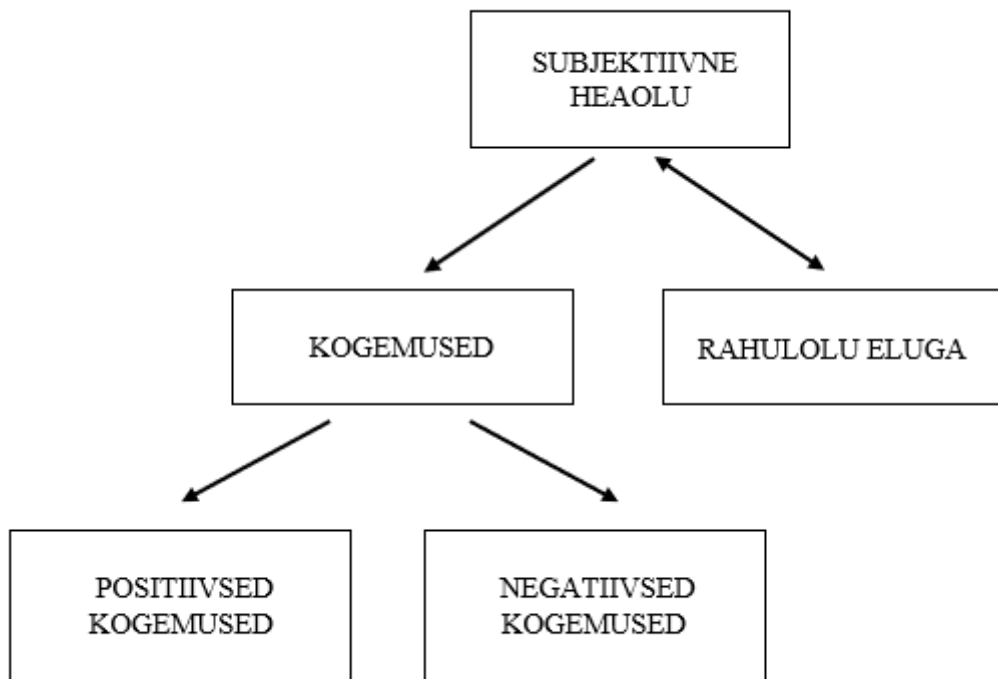 SUBJEKTIIVNE
HEAOLU
KOGEMUSED
RAHULOLU ELUGA
POSITIIVSED
KOGEMUSED
NEGATIIVSED
KOGEMUSED